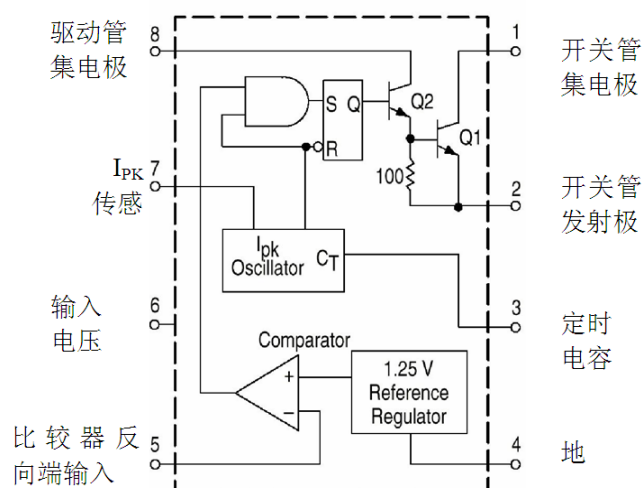 驱动管
集电极
8
1
开关管
集电极
S
Q
Q2
R
Q1
100
I_PK
传感
7
2
开关管
发射极
Ipk
Oscillator
CT
输入
电压
6
3
定时
电容
Comparator
+
−
1.25 V
Reference
Regulator
比较器反
向端输入
5
4
地